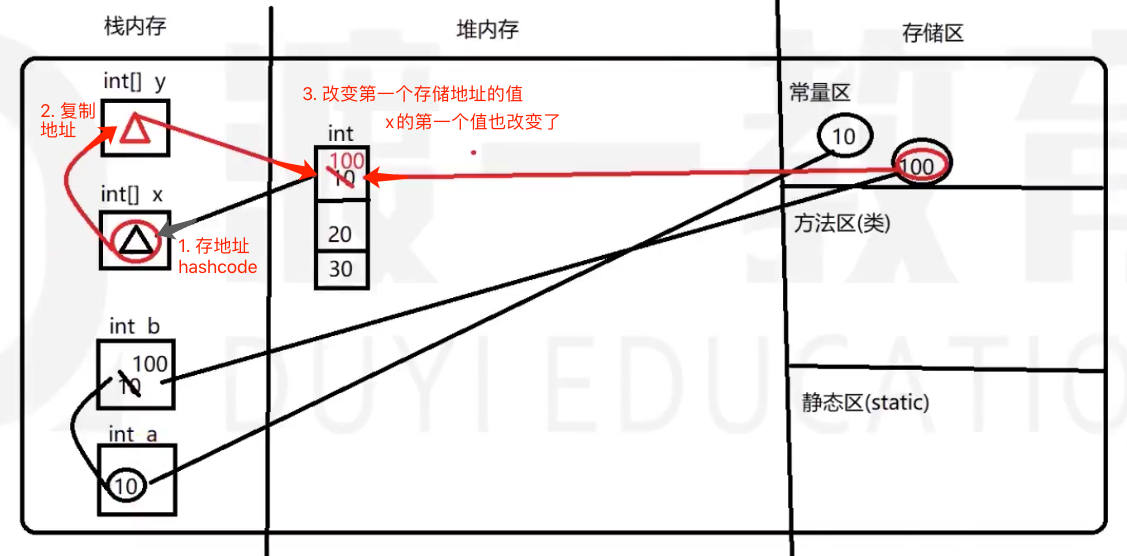 栈内存
堆内存
存储区
int[] y
2. 复制
地址
3. 改变第一个存储地址的值
x的第一个值也改变了
int
100
10
20
30
常量区
10
100
int[] x
1. 存地址
hashcode
方法区(类)
int b
100
10
int a
10
静态区(static)
教育
DUYI EDUCATIO